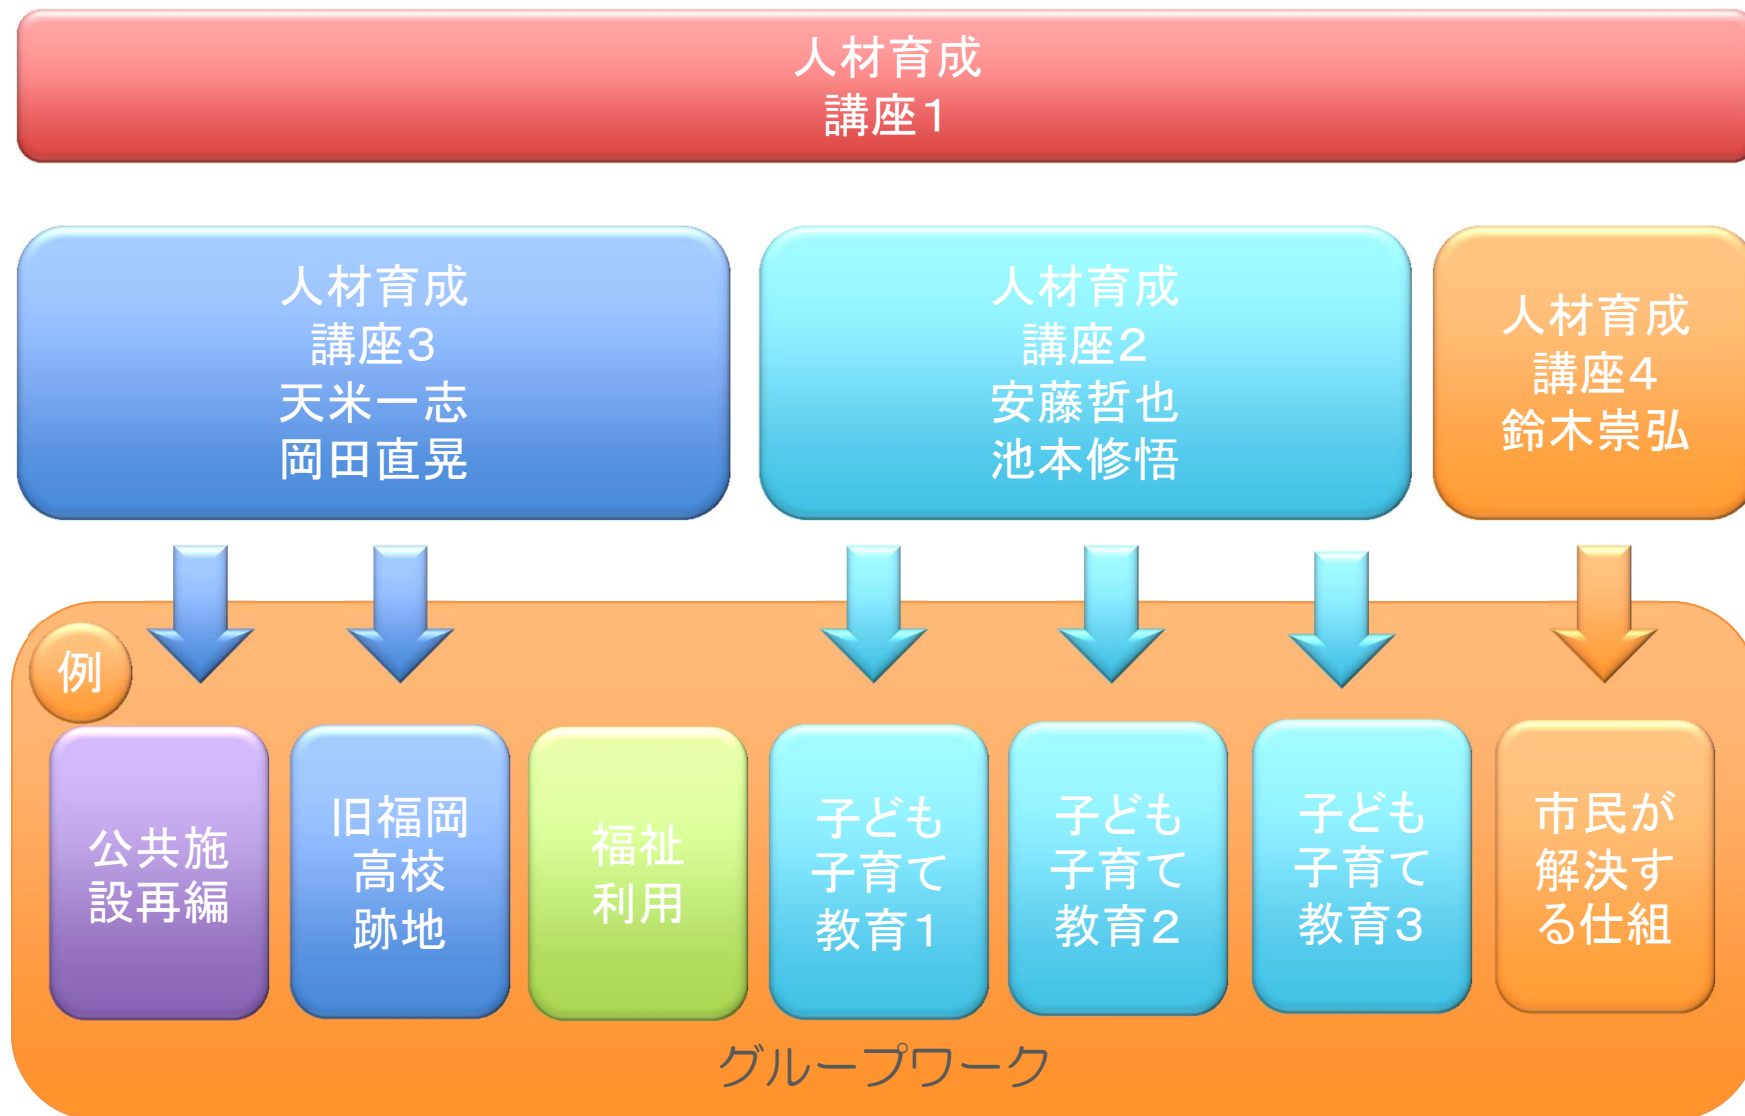 人材育成
講座１
人材育成
講座３
天米一志
岡田直晃
人材育成
講座２
安藤哲也
池本修悟
人材育成
講座４
鈴木崇弘
例
公共施
設再編
旧福岡
高校
跡地
福祉
利用
子ども
子育て
教育１
子ども
子育て
教育２
子ども
子育て
教育３
市民が
解決す
る仕組
グループワーク